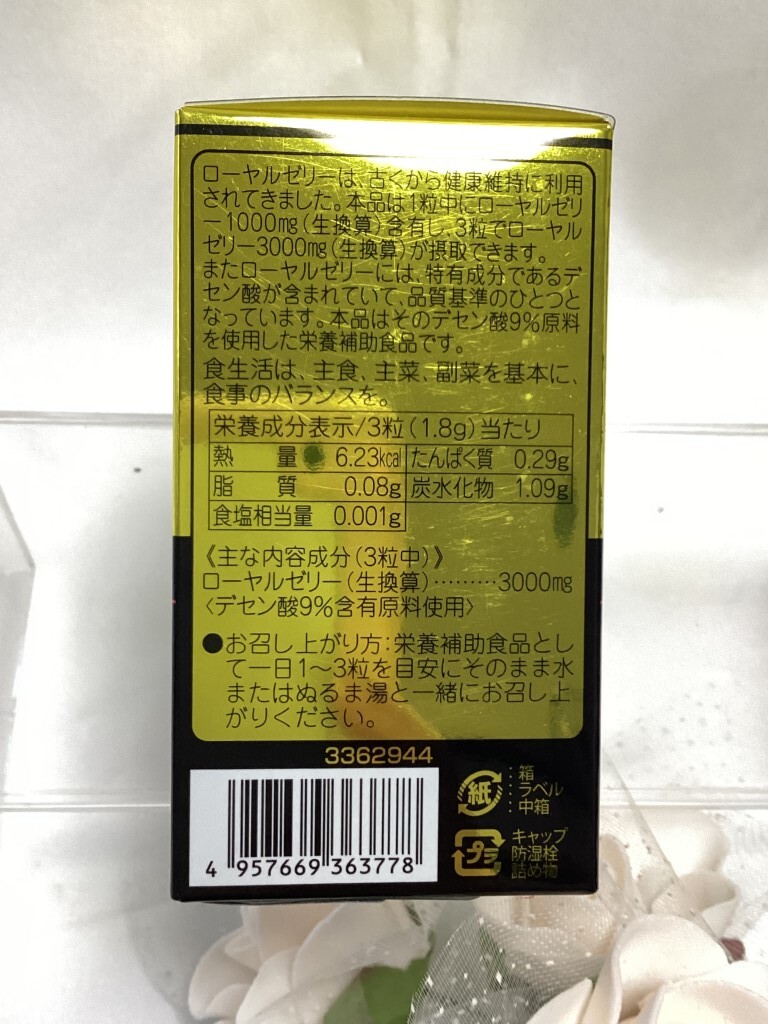 ローヤルゼリーは、古くから健康維持に利用
されてきました。本品は1粒中にローヤルゼリ
ー1000mg(生換算)含有し、3粒でローヤル
ゼリー3000mg(生換算)が摂取できます。
またローヤルゼリーには、特有成分であるデ
セン酸が含まれていて、品質基準のひとつと
なっています。本品はそのデセン酸9%原料
を使用した栄養補助食品です。
食生活は、主食、主菜、副菜を基本に、
食事のバランスを。
栄養成分表示/3粒(1.8g)当たり
熱 量 6.23kcal たんぱく質 0.29g
脂 質 0.08g 炭水化物 1.09g
食塩相当量 0.001g
《主な内容成分(3粒中)》
ローヤルゼリー(生換算)………3000mg
〈デセン酸9%含有原料使用〉
●お召し上がり方:栄養補助食品とし
て一日1〜3粒を目安にそのまま水
またはぬるま湯と一緒にお召し上
がりください。
3362944
紙 :箱
:ラベル
:中箱
プラ キャップ
防湿栓
詰め物
4 957669 363778